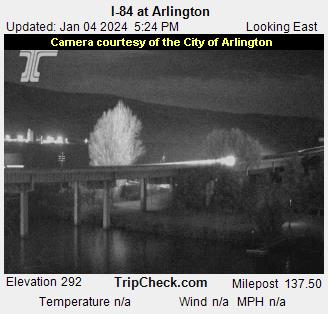 I-84 at Arlington
Updated: Jan 04 2024 5:24 PM Looking East
Camera courtesy of the City of Arlington
Elevation 292 TripCheck.com Milepost 137.50
Temperature n/a Wind n/a MPH n/a